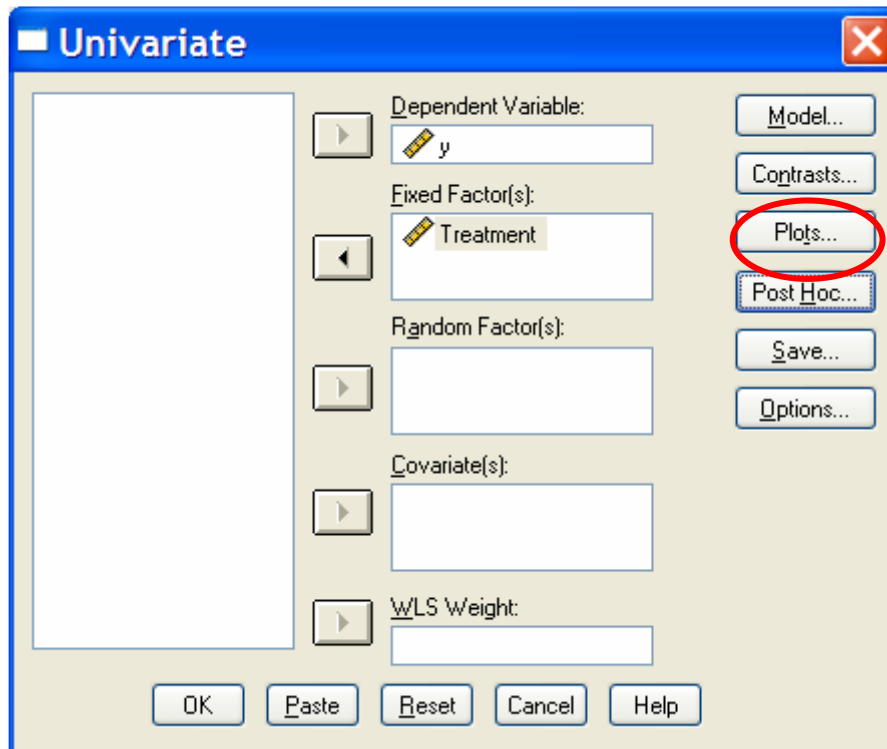 Univariate
Dependent Variable:
y
Fixed Factor(s):
Treatment
Random Factor(s):
Covariate(s):
WLS Weight:
Model...
Contrasts...
Plots...
Post Hoc...
Save...
Options...
OK
Paste
Reset
Cancel
Help